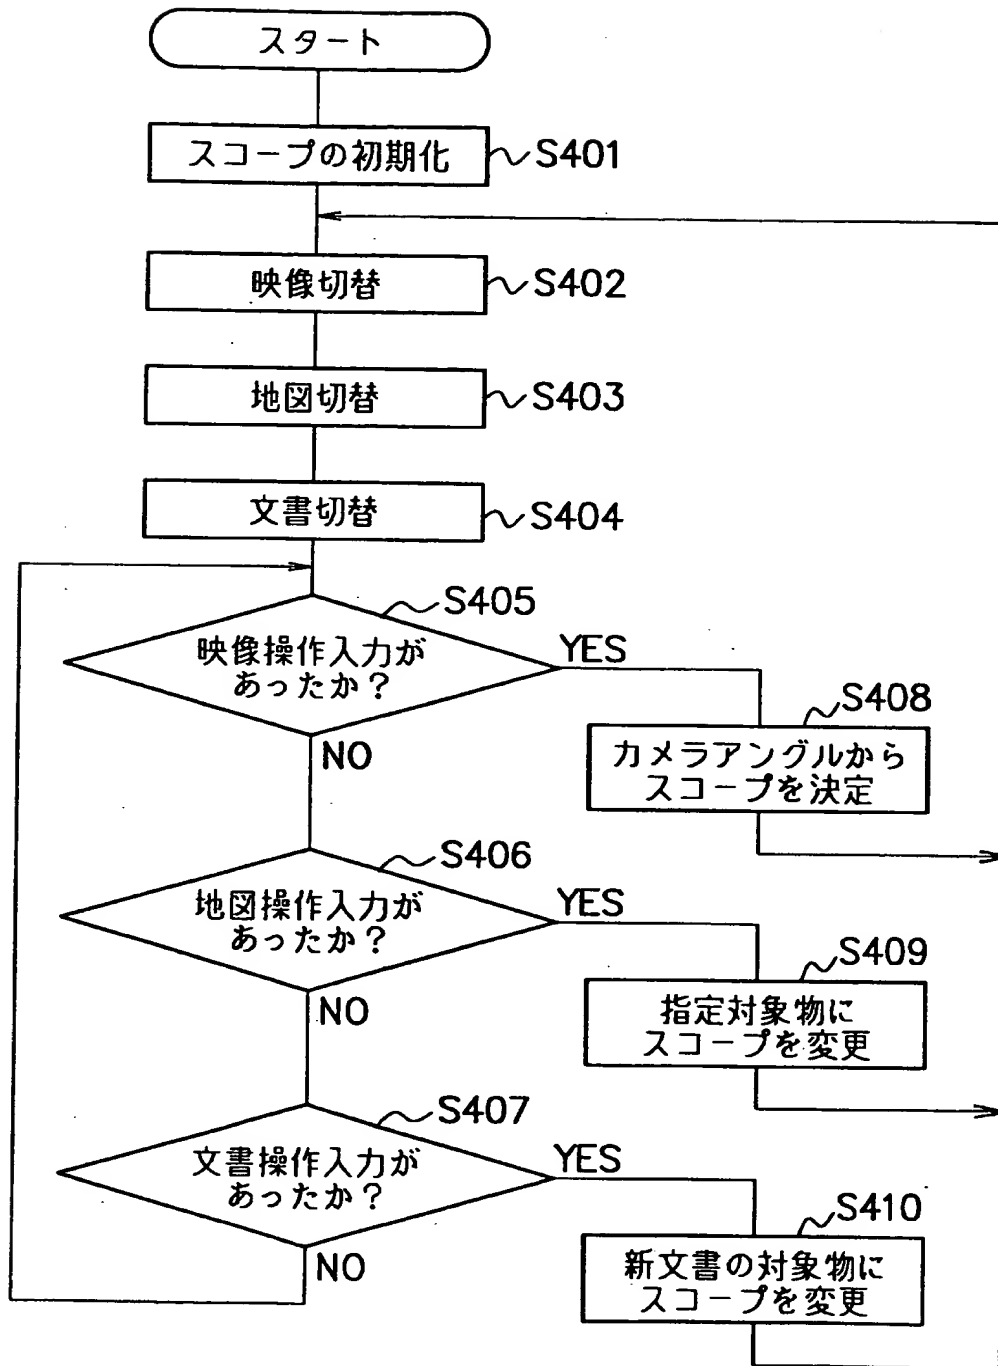 スタート
スコープの初期化
S401
映像切替
S402
地図切替
S403
文書切替
S404
S405
映像操作入力が
あったか?
YES
NO
S408
カメラアングルから
スコープを決定
S406
地図操作入力が
あったか?
YES
NO
S409
指定対象物に
スコープを変更
S407
文書操作入力が
あったか?
YES
NO
S410
新文書の対象物に
スコープを変更